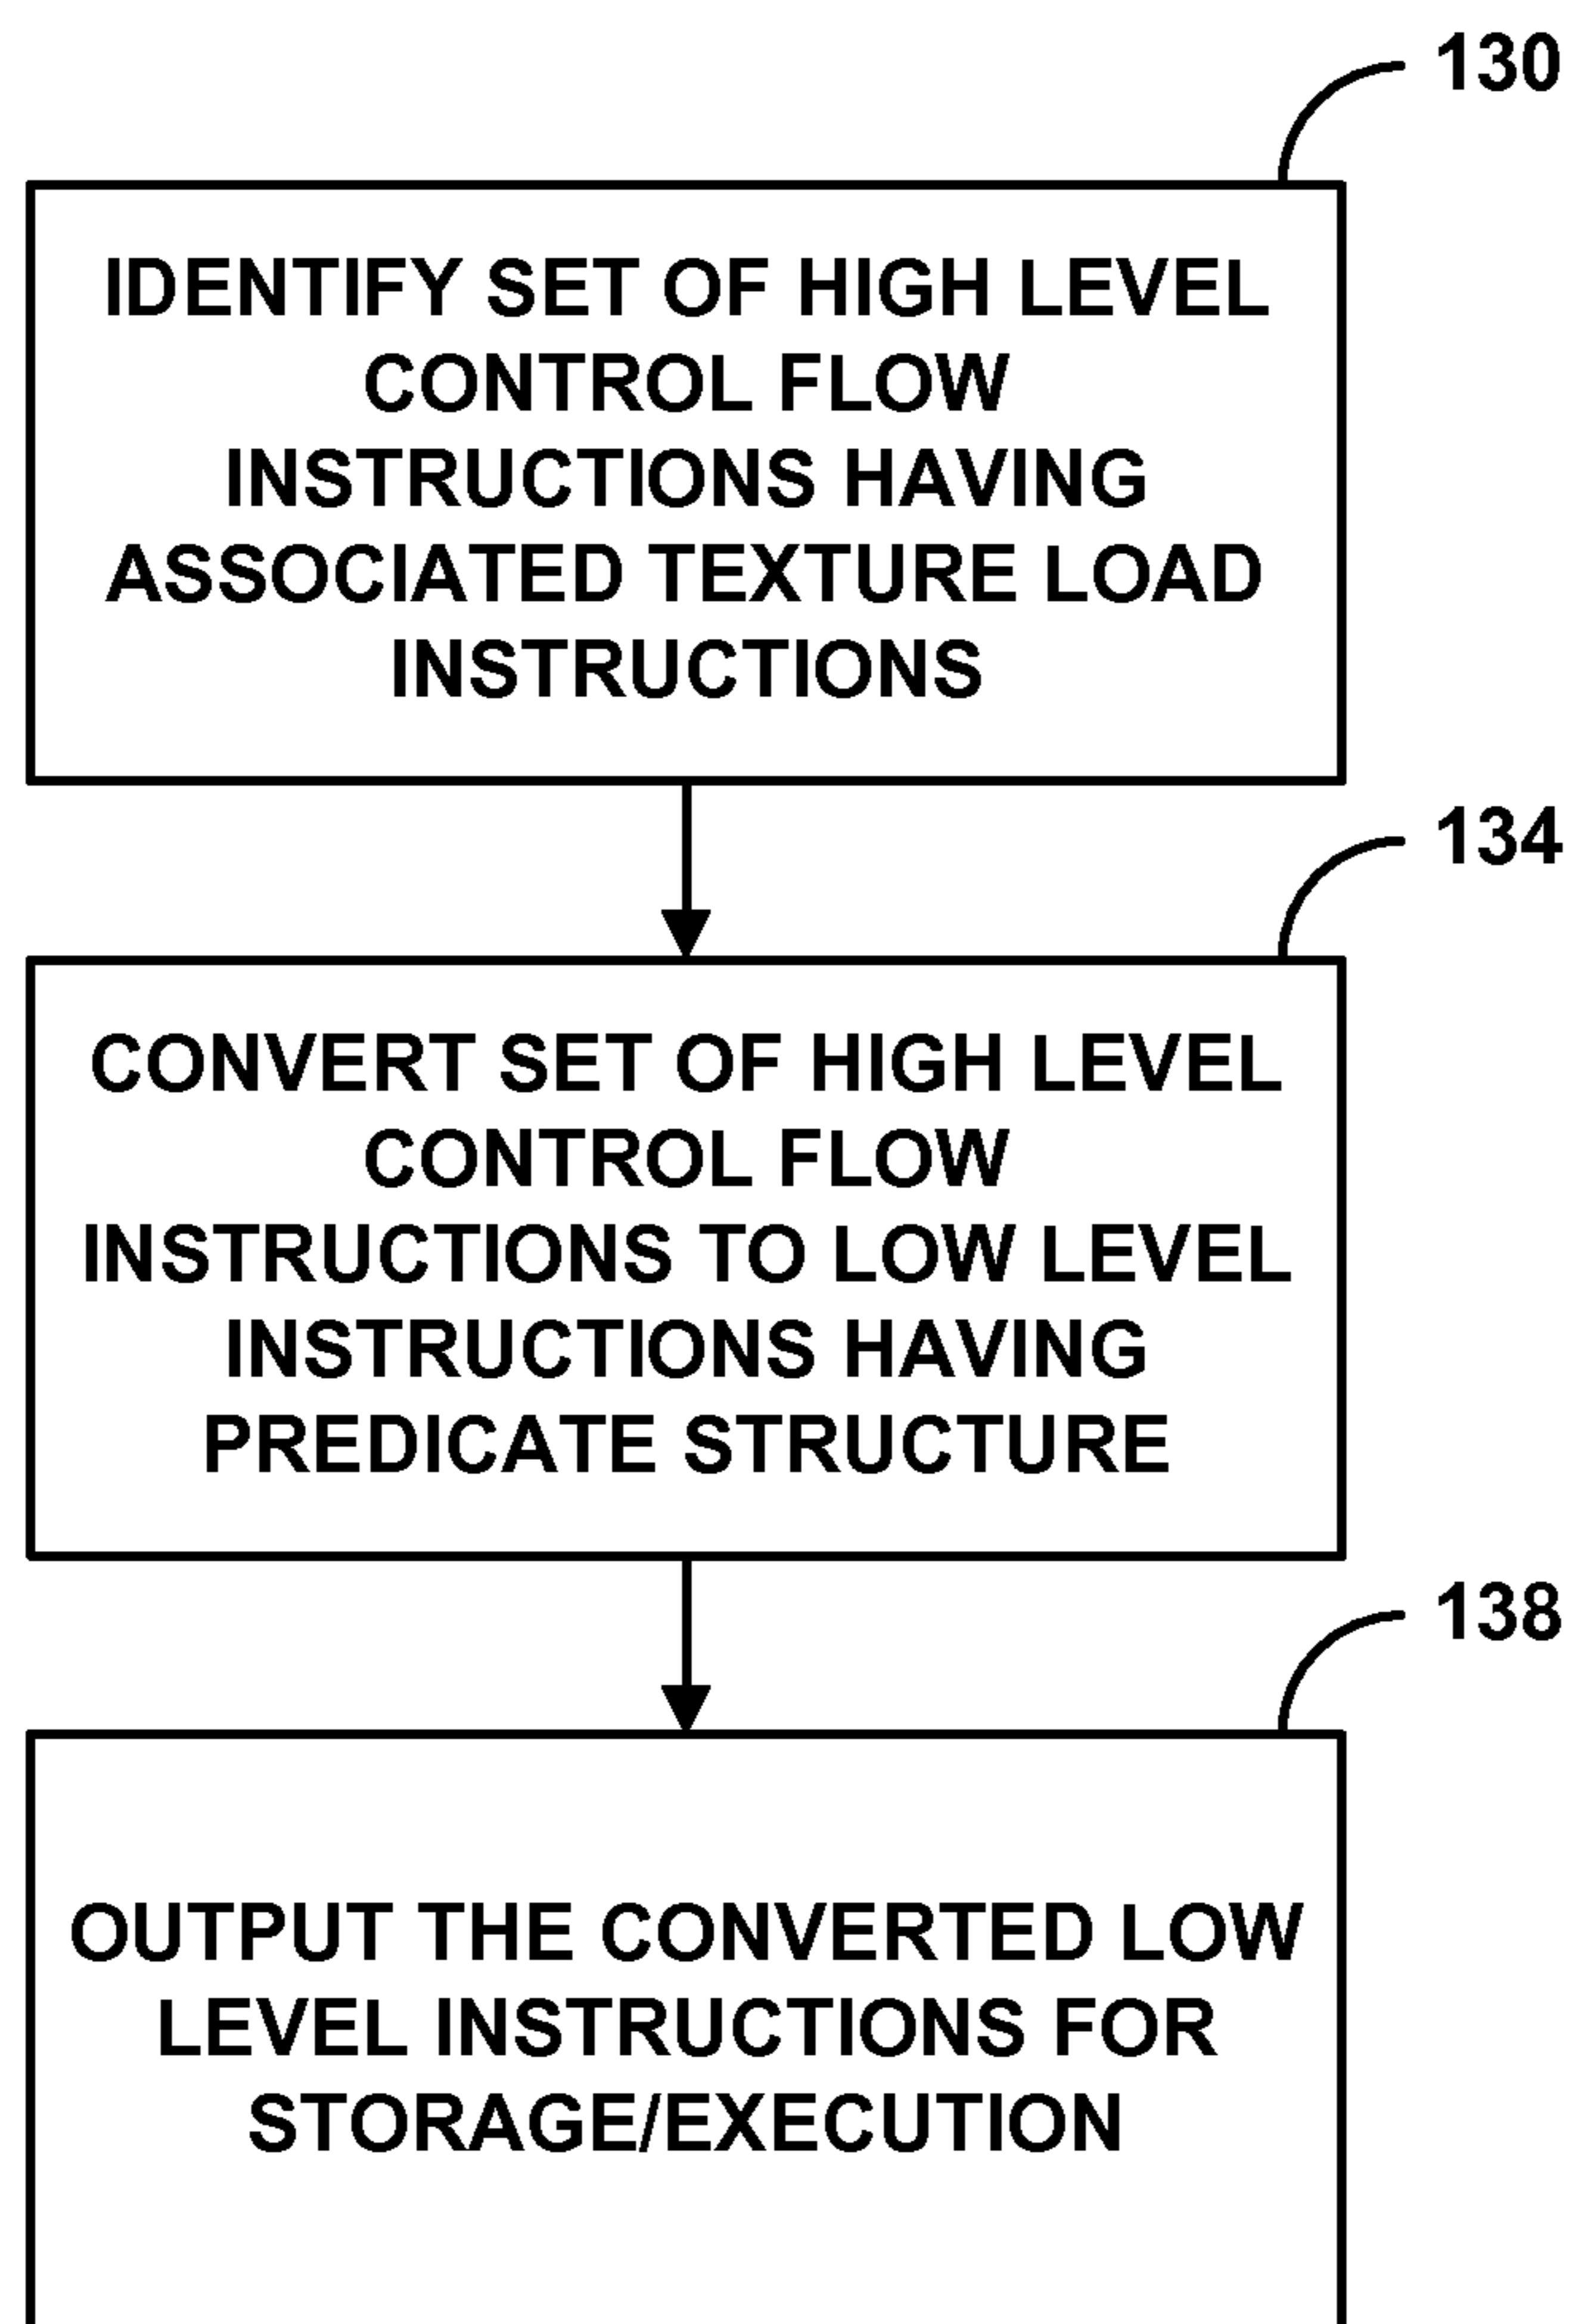 130
IDENTIFY SET OF HIGH LEVEL
CONTROL FLOW
INSTRUCTIONS HAVING
ASSOCIATED TEXTURE LOAD
INSTRUCTIONS
134
CONVERT SET OF HIGH LEVEL
CONTROL FLOW
INSTRUCTIONS TO LOW LEVEL
INSTRUCTIONS HAVING
PREDICATE STRUCTURE
138
OUTPUT THE CONVERTED LOW
LEVEL INSTRUCTIONS FOR
STORAGE/EXECUTION